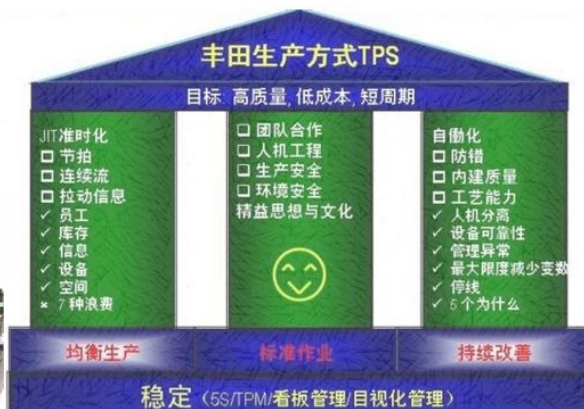 丰田生产方式TPS
目标: 高质量, 低成本, 短周期
JIT准时化
□ 节拍
□ 连续流
□ 拉动信息
✓ 员工
✓ 库存
✓ 信息
✓ 设备
✓ 空间
× 7种浪费
□ 团队合作
□ 人机工程
□ 生产安全
□ 环境安全
精益思想与文化
自働化
□ 防错
□ 内建质量
□ 工艺能力
✓ 人机分离
✓ 设备可靠性
✓ 管理异常
✓ 最大限度减少变数
✓ 停线
✓ 5个为什么
均衡生产
标准作业
持续改善
稳定（5S/TPM/看板管理/目视化管理）